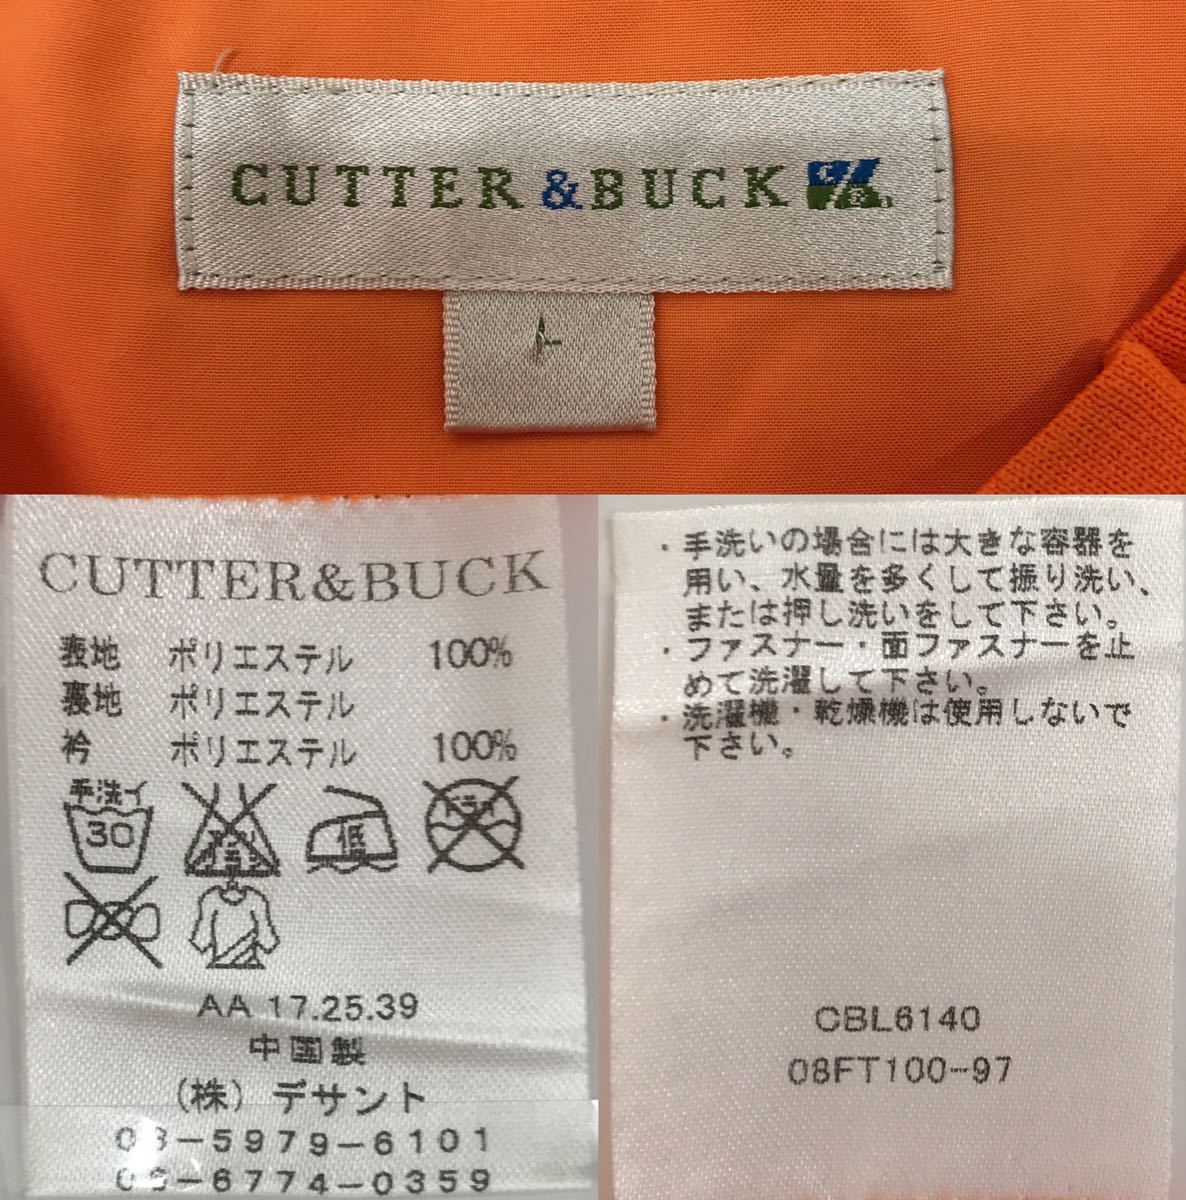 CUTTER & BUCK
L
CUTTER&BUCK
表地 ポリエステル 100%
裏地 ポリエステル
衿 ポリエステル 100%
手洗イ
30
低
ドライ
AA 17.25.39
中国製
(株) デサント
03-5979-6101
06-6774-0359
・手洗いの場合には大きな容器を
用い、水量を多くして振り洗い、
または押し洗いをして下さい。
・ファスナー・面ファスナーを止
めて洗濯して下さい。
・洗濯機・乾燥機は使用しないで
下さい。
CBL6140
08FT100-97